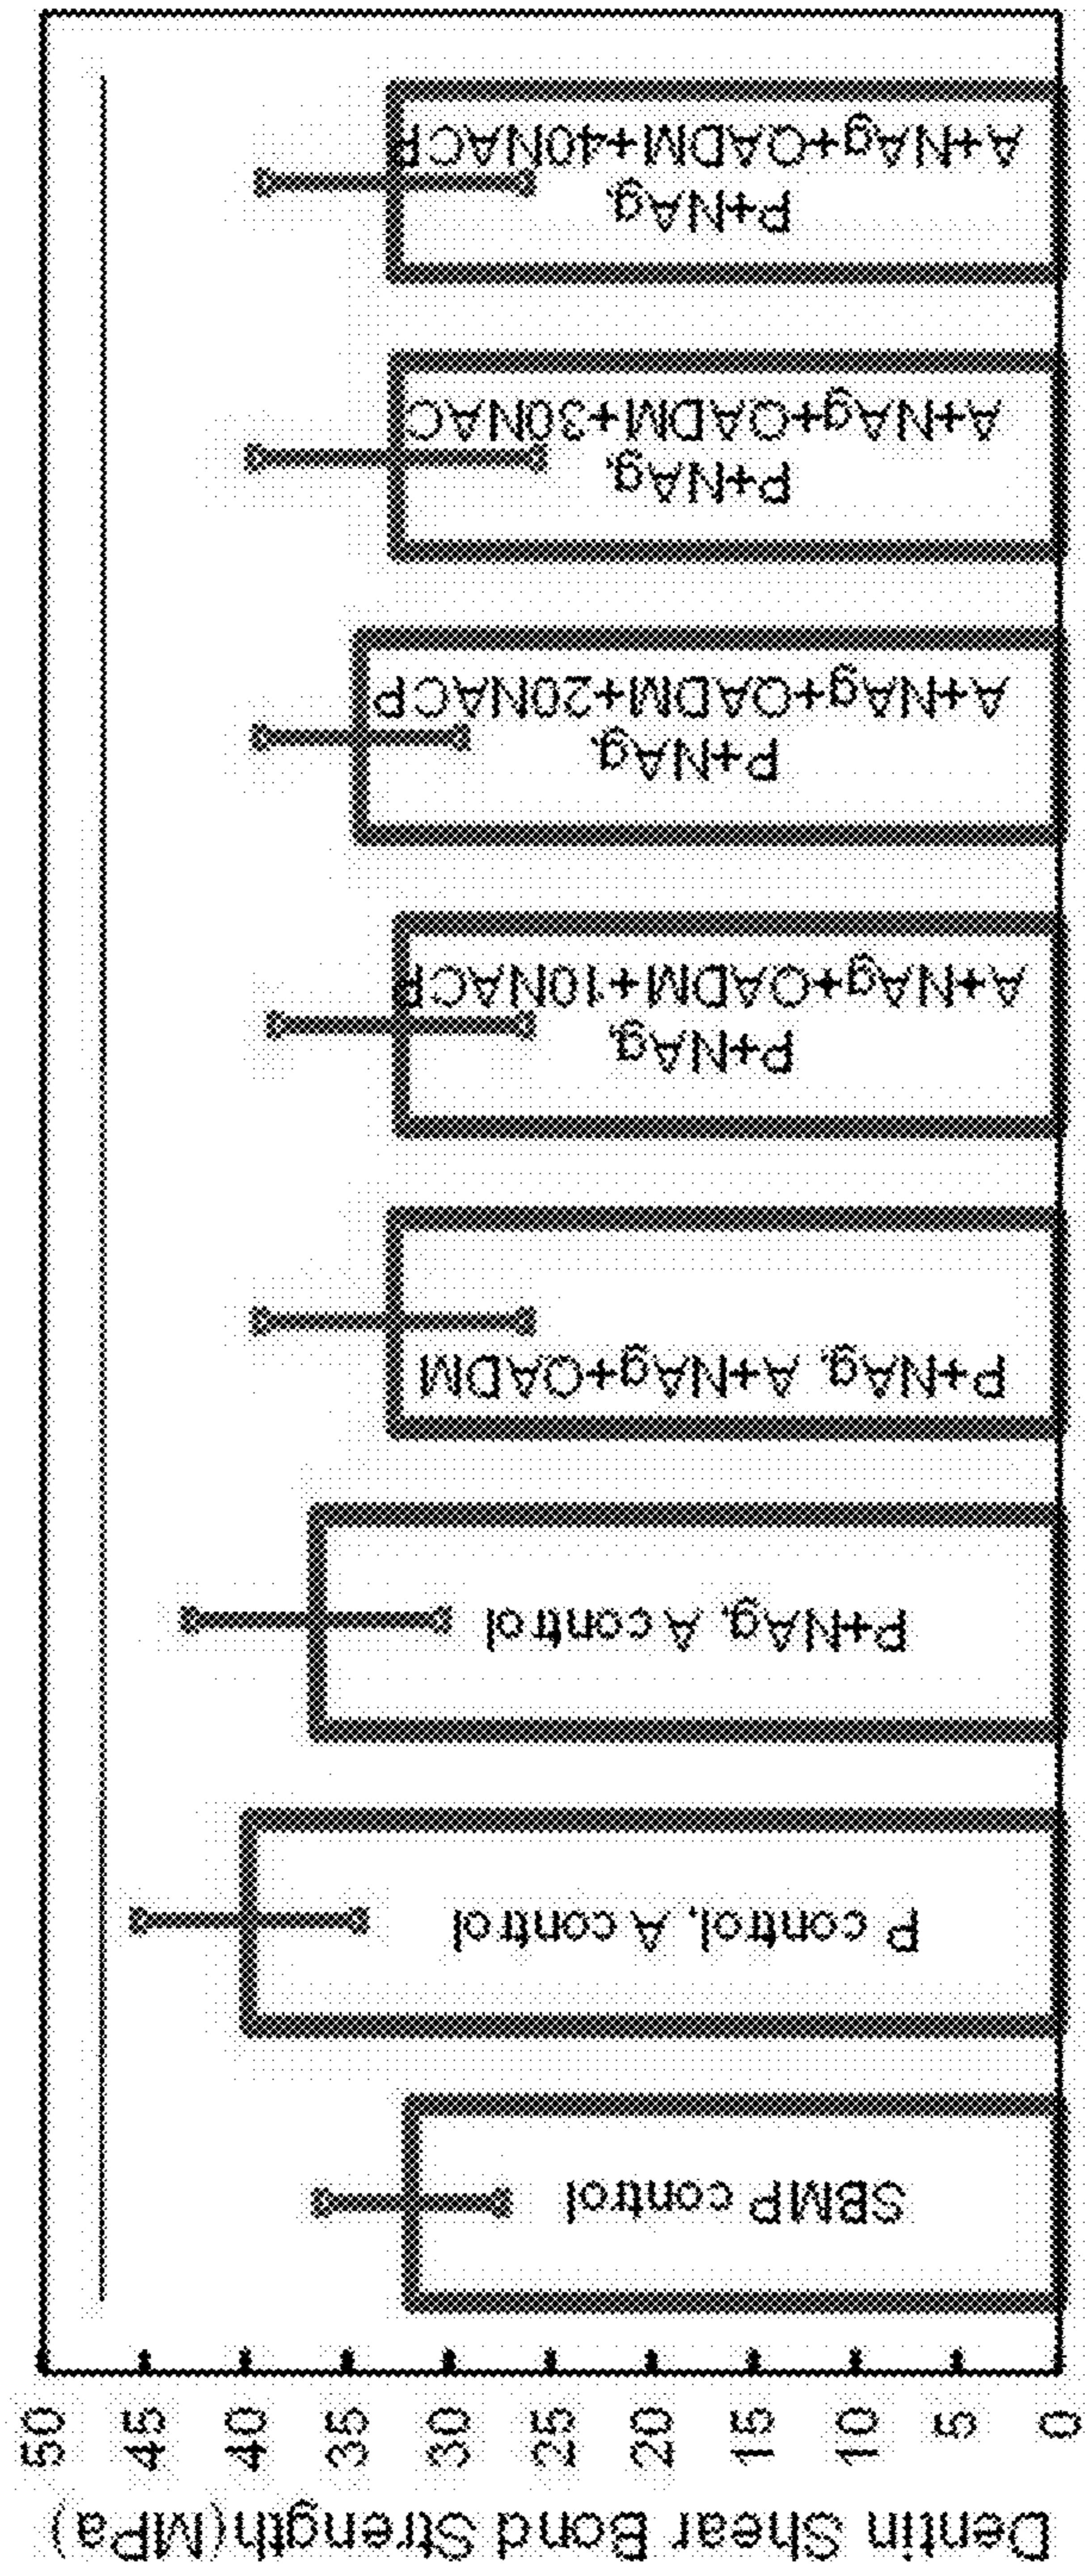 Dentin Shear Bond Strength(MPa)
50
45
40
35
30
25
20
15
10
5
0
SBMP control
P control, A control
P+NAg, A control
P+NAg, A+NAg+QADM
P+NAg,
A+NAg+QADM+10NACP
P+NAg,
A+NAg+QADM+20NACP
P+NAg,
A+NAg+QADM+30NAC
P+NAg,
A+NAg+QADM+40NACP